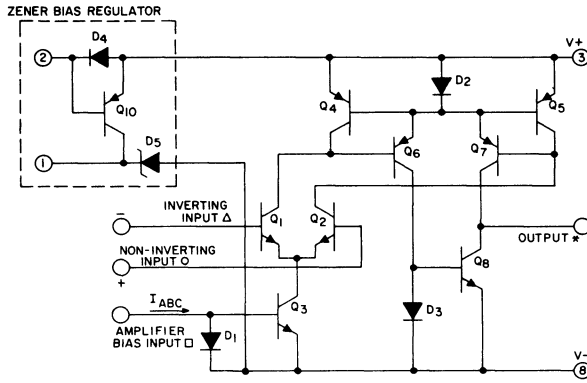 ZENER BIAS REGULATOR
2 D4 V+ 3
Q10 Q4 D2 Q5
Q6 Q7
1 D5
− INVERTING
INPUT △ Q1 Q2
OUTPUT *
NON-INVERTING
INPUT ○
+
Q8
IABC Q3
AMPLIFIER
BIAS INPUT □ D1 D3
V− 8